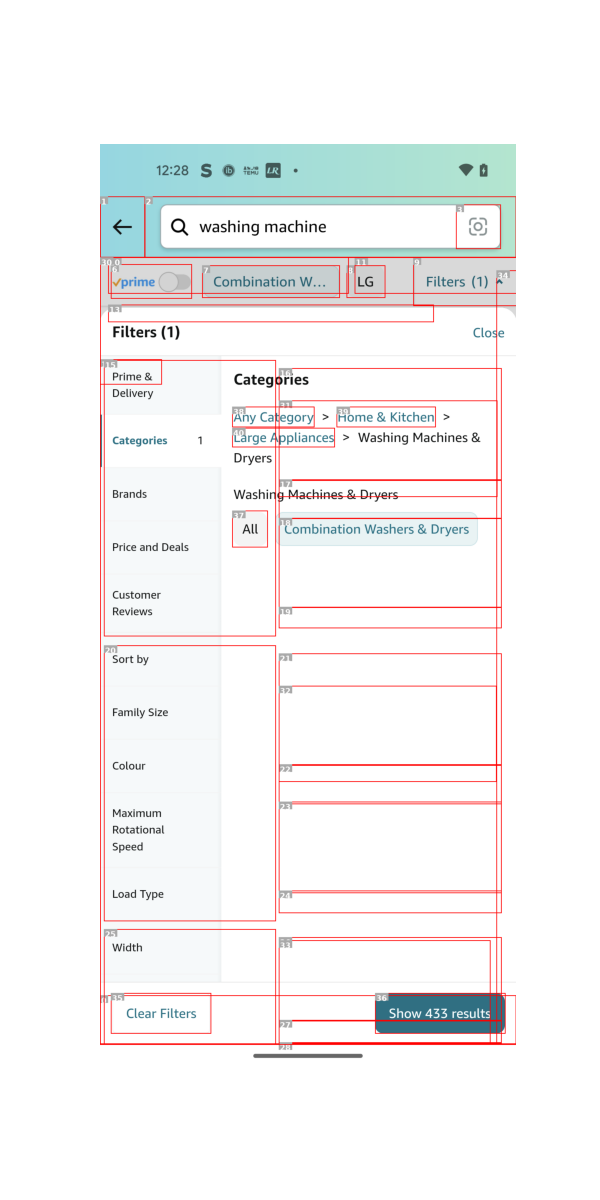 12:28
washing machine
prime Combination W... LG Filters (1)
Filters (1) Close
Prime &
Delivery
Categories 1
Brands
Price and Deals
Customer
Reviews
Sort by
Family Size
Colour
Maximum
Rotational
Speed
Load Type
Width
Categories
Any Category > Home & Kitchen >
Large Appliances > Washing Machines &
Dryers
Washing Machines & Dryers
All Combination Washers & Dryers
Clear Filters Show 433 results